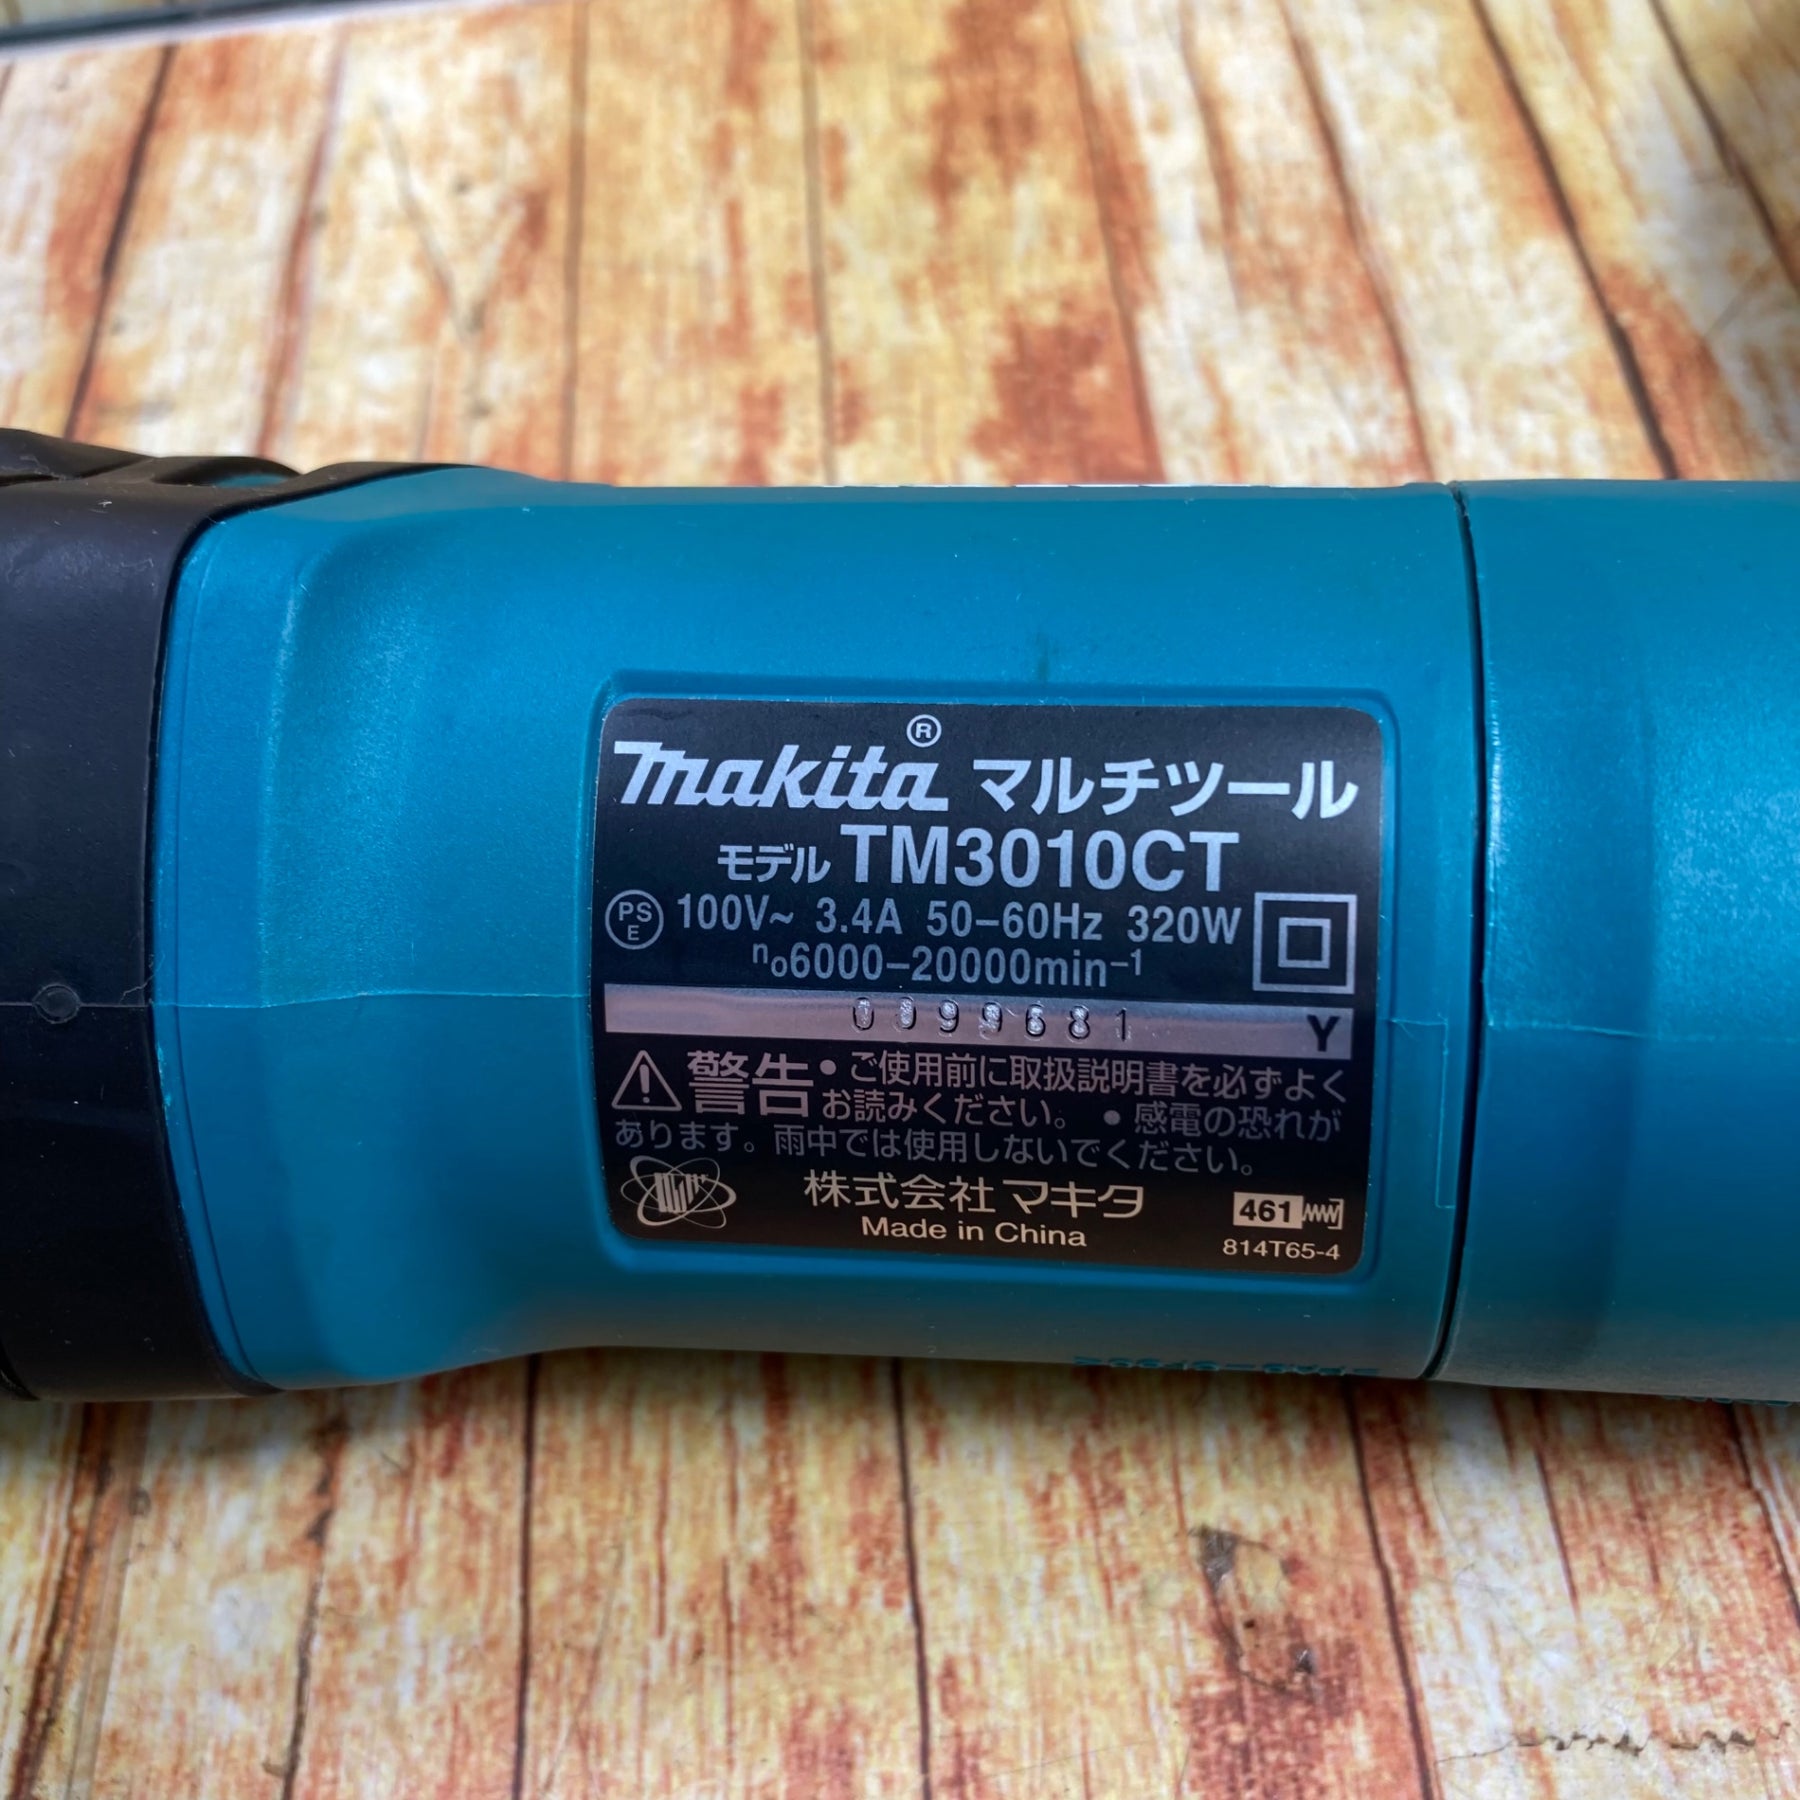 makita® マルチツール
モデル TM3010CT
PS E 100V~ 3.4A 50-60Hz 320W
n₀6000-20000min⁻¹
0099681 Y
警告 • ご使用前に取扱説明書を必ずよく
お読みください。 • 感電の恐れが
あります。雨中では使用しないでください。
株式会社マキタ
Made in China
461
814T65-4